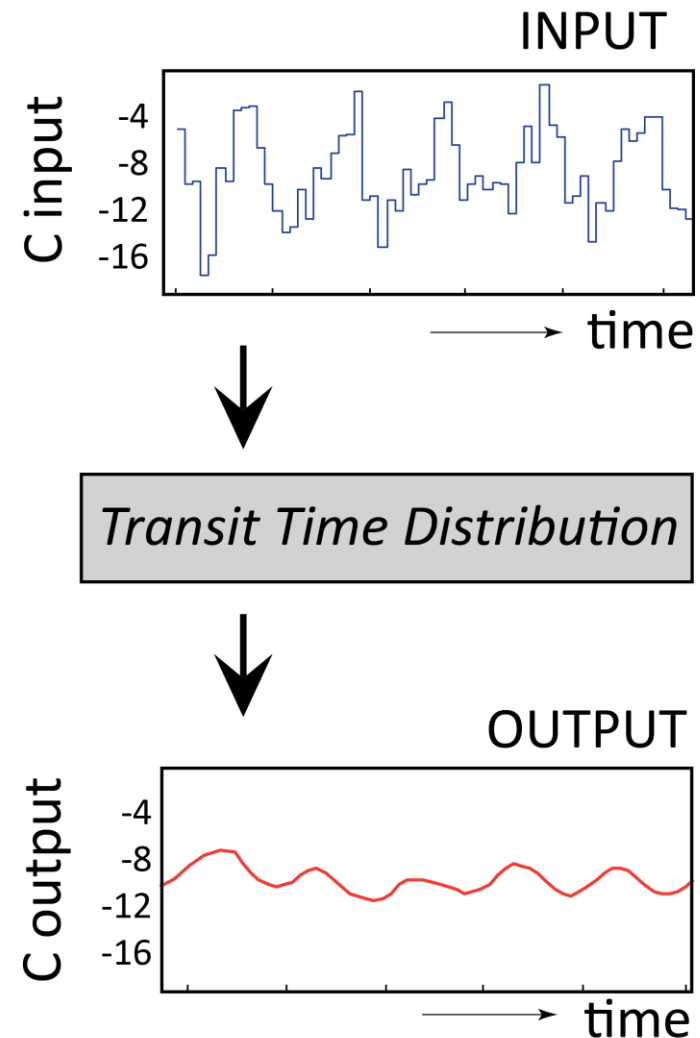 INPUT
C input
-4
-8
-12
-16
time
Transit Time Distribution
OUTPUT
C output
-4
-8
-12
-16
time